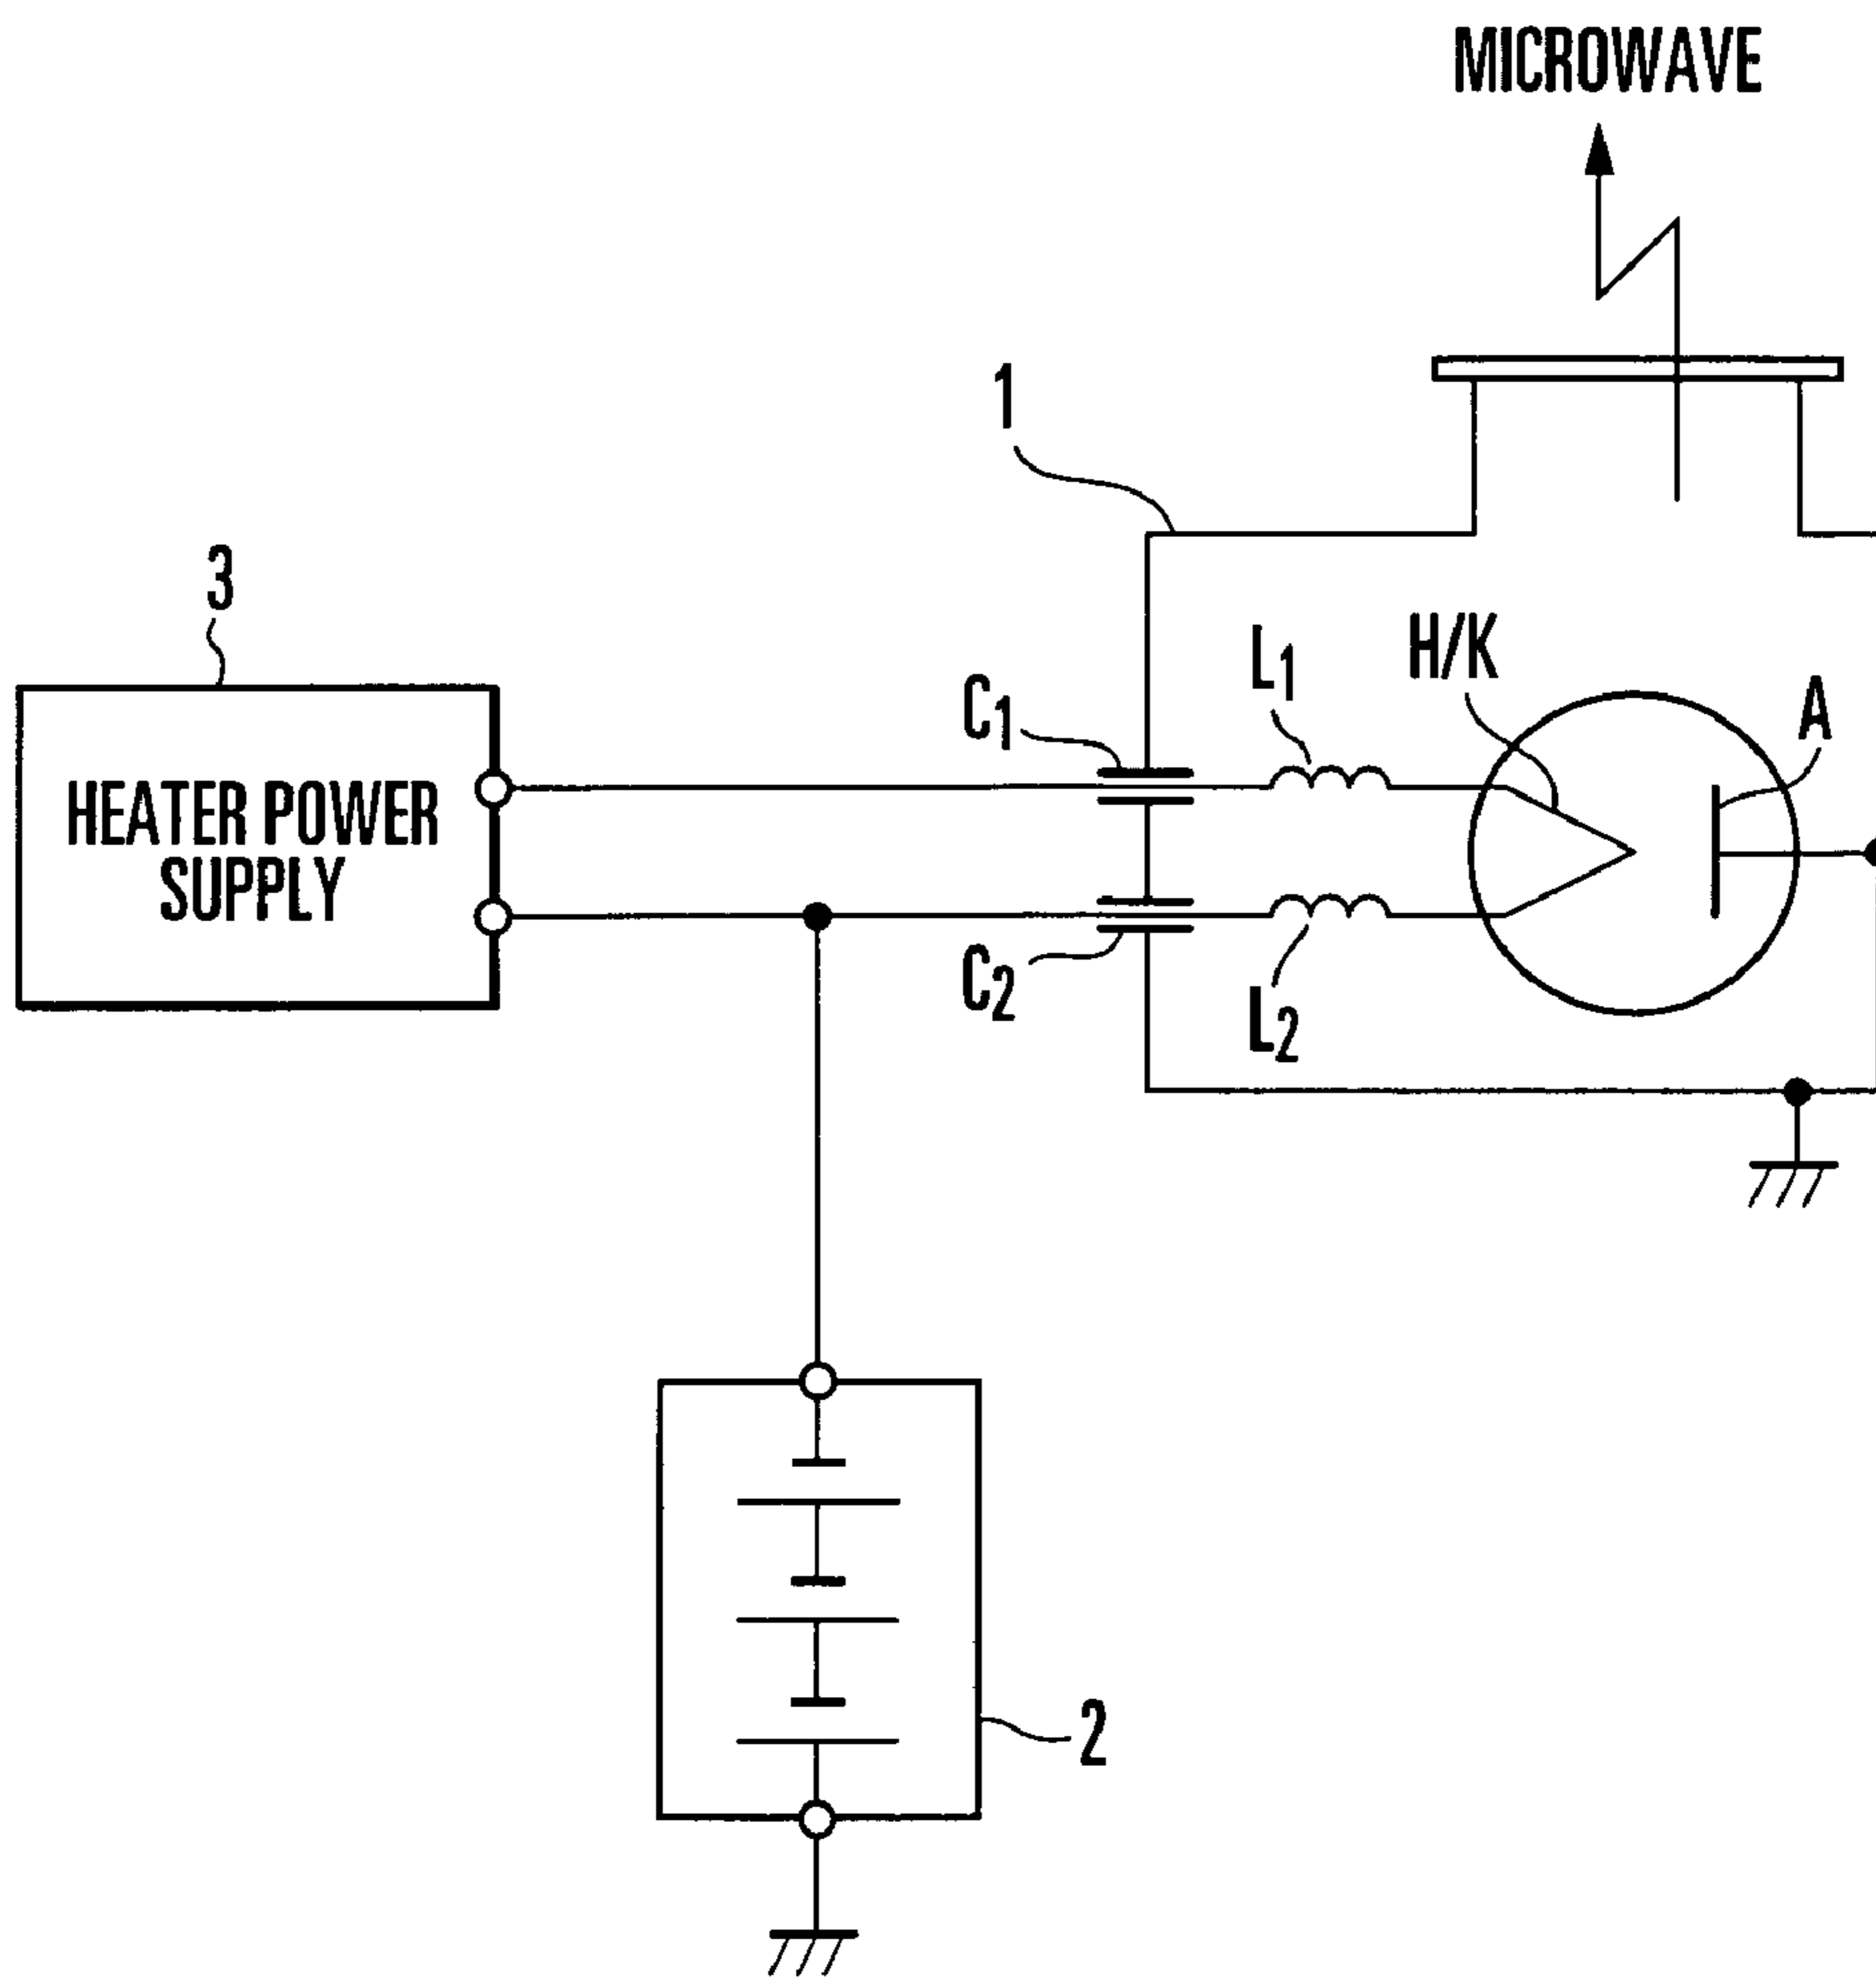 MICROWAVE
1
3
L1
H/K
C1
A
HEATER POWER
SUPPLY
C2
L2
2